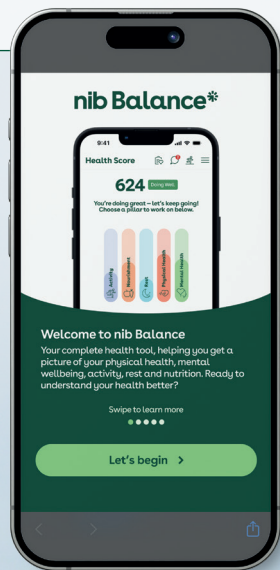 nib Balance*
9:41
Health Score
624 Doing Well
You're doing great – let's keep going!
Choose a pillar to work on below.
Activity
Nourishment
Rest
Physical Health
Mental Health
Welcome to nib Balance
Your complete health tool, helping you get a
picture of your physical health, mental
wellbeing, activity, rest and nutrition. Ready to
understand your health better?
Swipe to learn more
Let's begin >